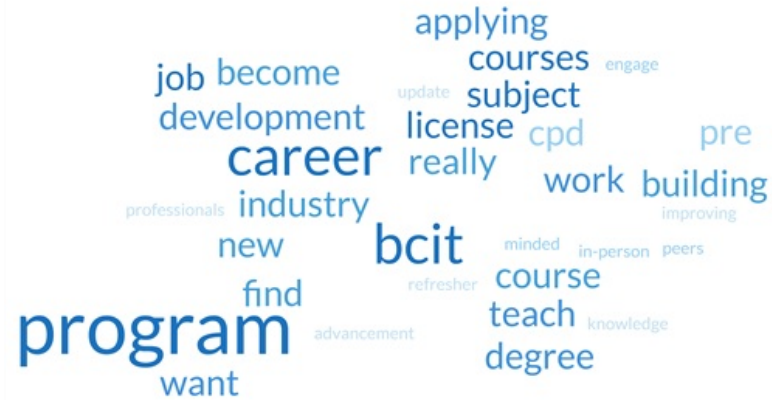 applying
courses engage
job become
update subject
development
license cpd pre
career really
work building
professionals industry improving
new bcit minded in-person peers
refresher course
find
program advancement teach knowledge
degree
want